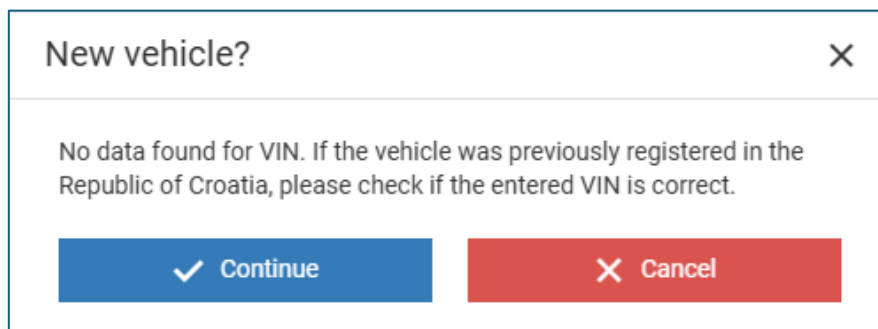 New vehicle?
No data found for VIN. If the vehicle was previously registered in the
Republic of Croatia, please check if the entered VIN is correct.
Continue
Cancel